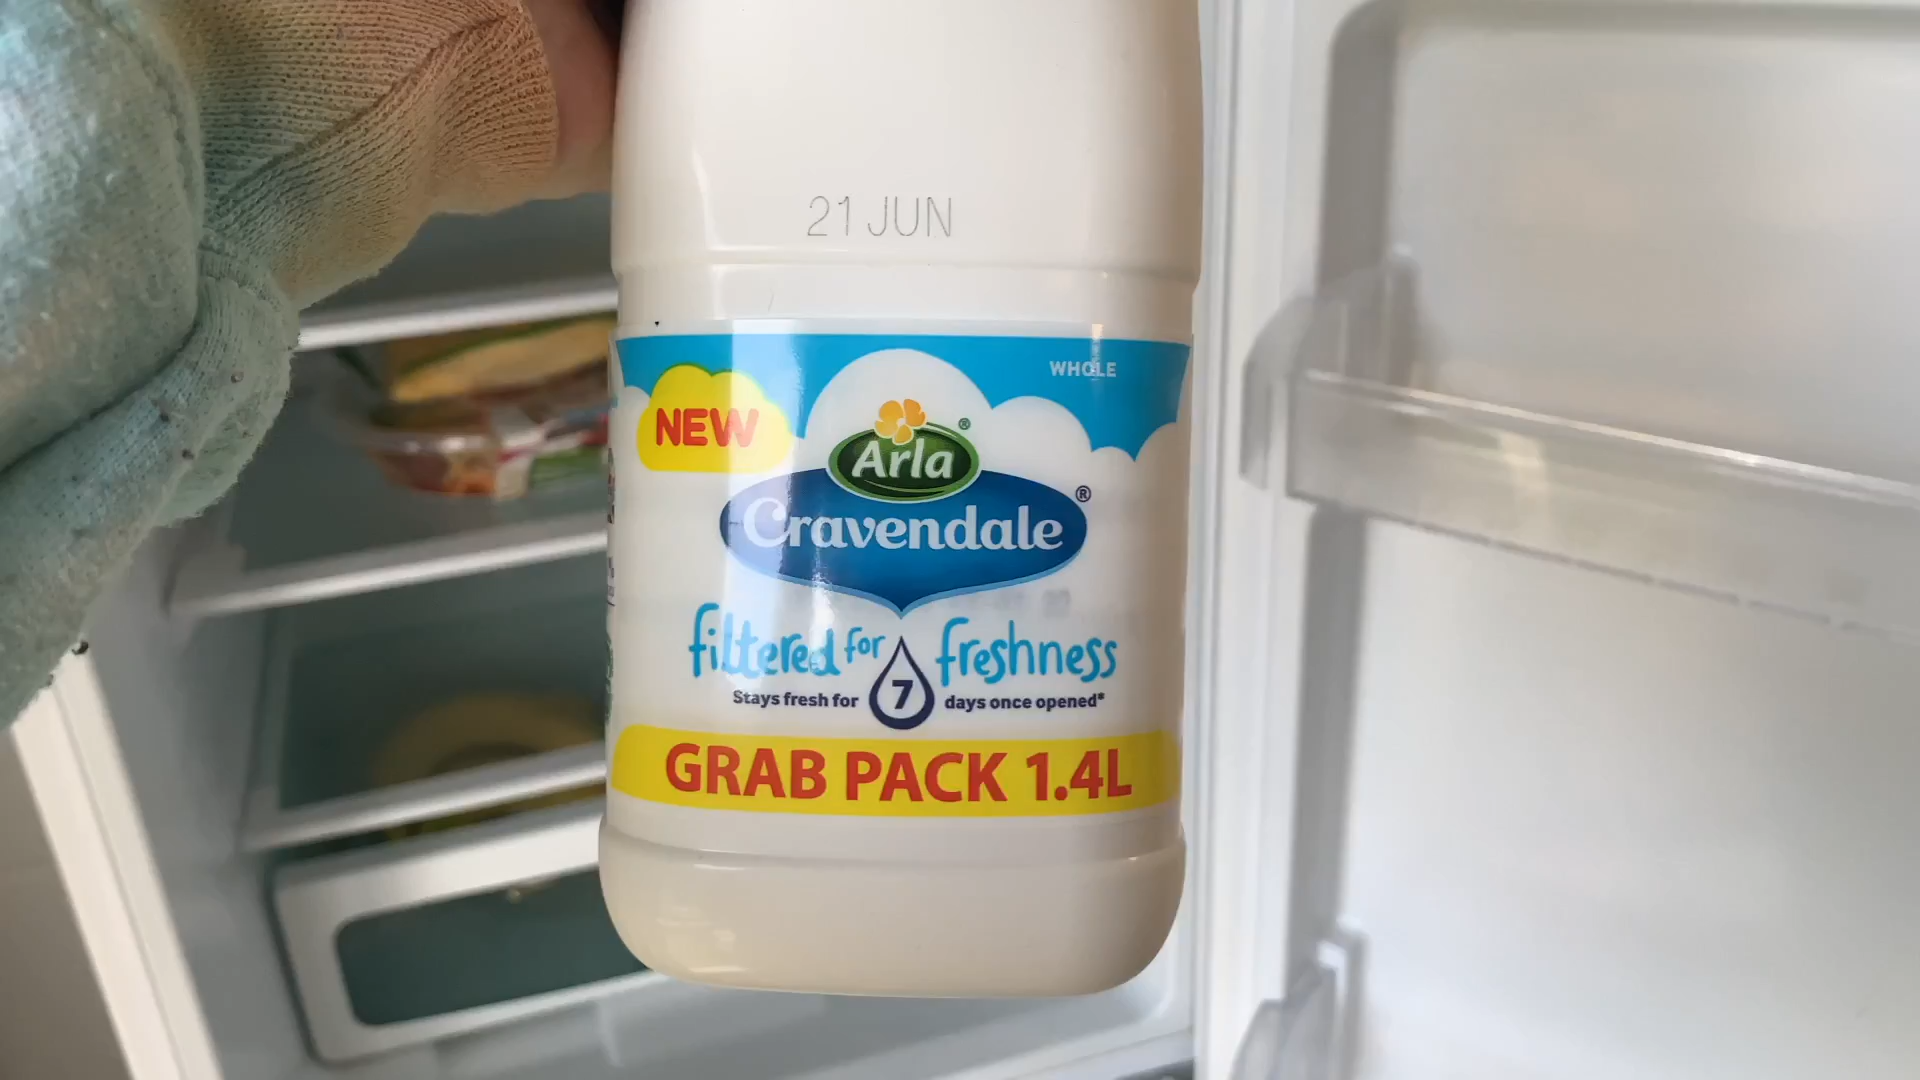 21 JUN
WHOLE
NEW
Arla®
Cravendale®
filtered for freshness
Stays fresh for 7 days once opened*
GRAB PACK 1.4L